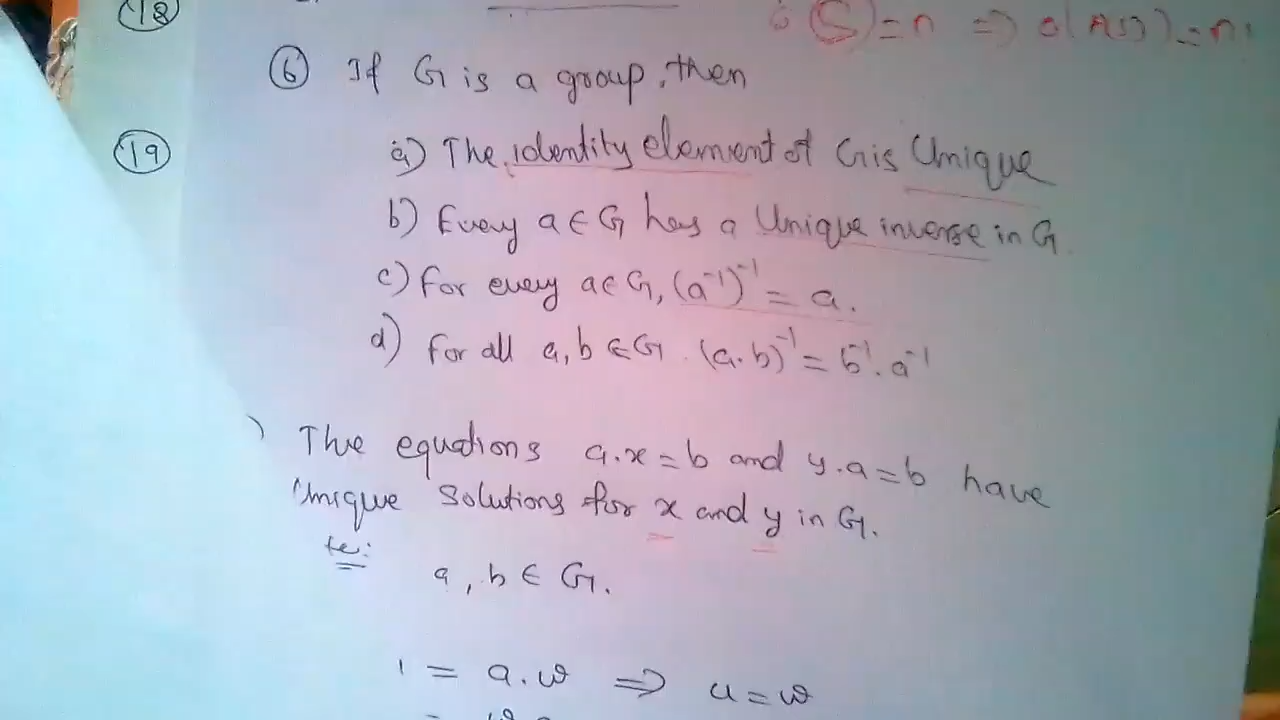 18
(S) = n => o(A(S)) = n!
6 If G is a group, then
19
a) The identity element of G is Unique
b) Every a ∈ G has a Unique inverse in G
c) For every a ∈ G, (a⁻¹)⁻¹ = a.
d) for all a, b ∈ G . (a.b)⁻¹ = b⁻¹. a⁻¹
) The equations a.x = b and y.a = b have
Unique Solutions for x and y in G.
te:
a, b ∈ G.
= a.w => u = w